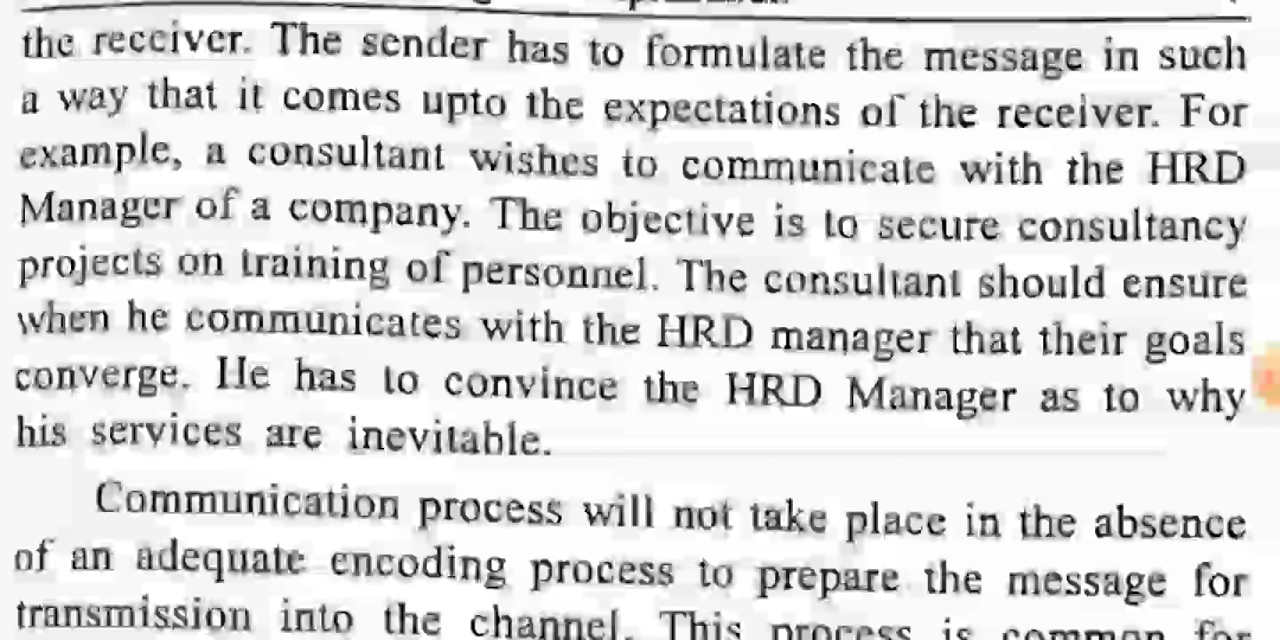 the receiver. The sender has to formulate the message in such
a way that it comes upto the expectations of the receiver. For
example, a consultant wishes to communicate with the HRD
Manager of a company. The objective is to secure consultancy
projects on training of personnel. The consultant should ensure
when he communicates with the HRD manager that their goals
converge. He has to convince the HRD Manager as to why
his services are inevitable.
Communication process will not take place in the absence
of an adequate encoding process to prepare the message for
transmission into the channel. This process is common for